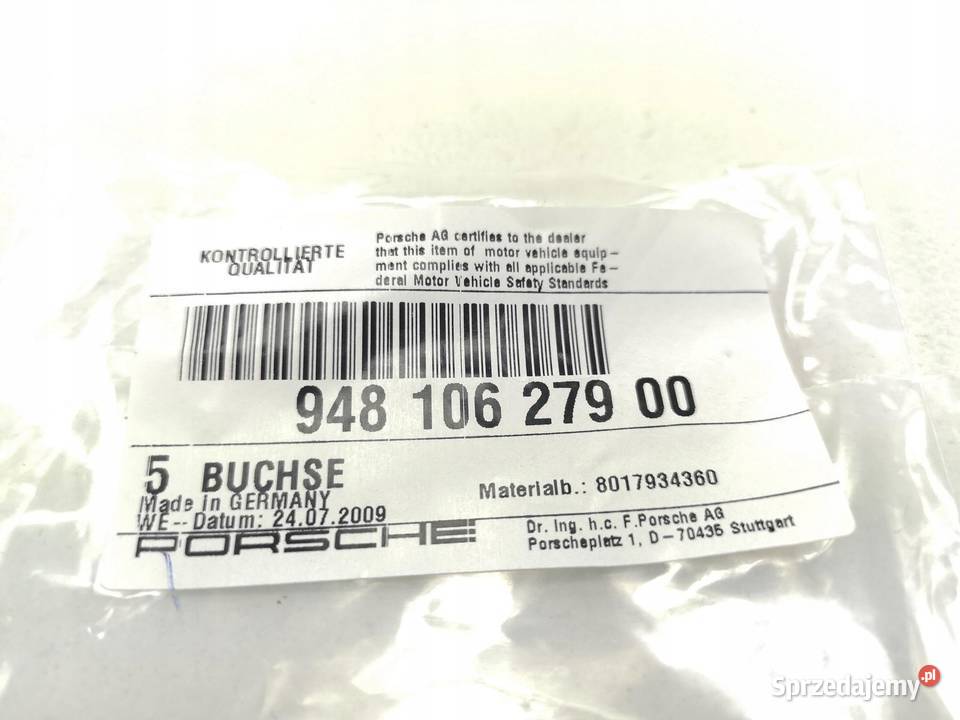 KONTROLLIERTE
QUALITÄT
Porsche AG certifies to the dealer
that this item of motor vehicle equip-
ment complies with all applicable Fe-
deral Motor Vehicle Safety Standards
948 106 279 00
5 BUCHSE
Materialb.: 8017934360
Made in GERMANY
WE--Datum: 24.07.2009
PORSCHE
Dr. Ing. h.c. F.Porsche AG
Porscheplatz 1, D-70435 Stuttgart
Sprzedajemy.pl